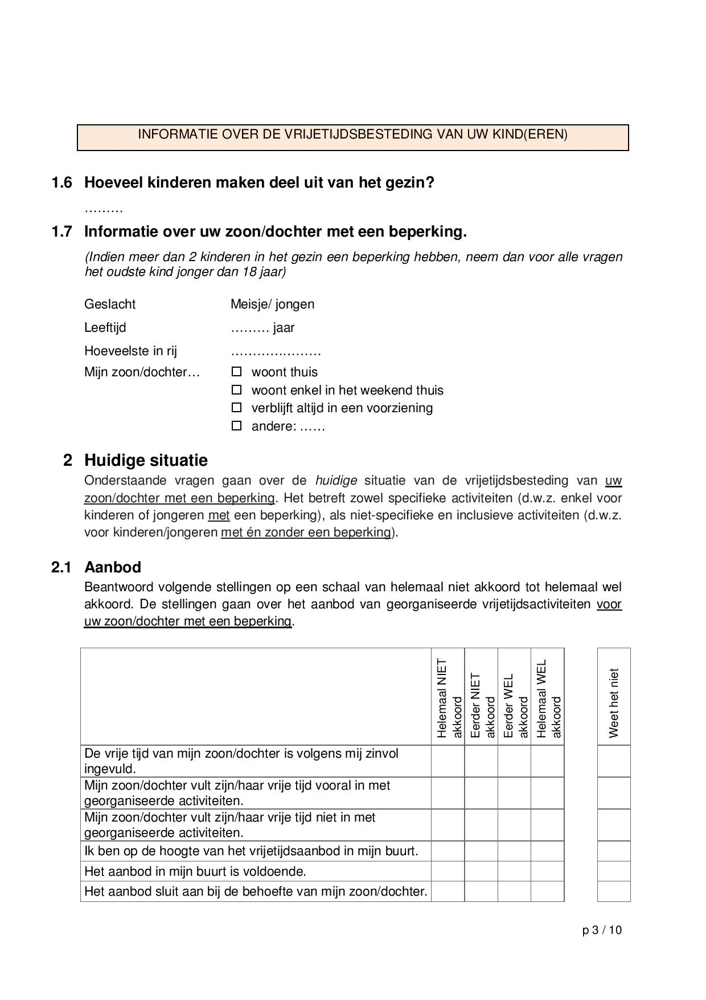 INFORMATIE OVER DE VRIJETIJDSBESTEDING VAN UW KIND(EREN)
1.6 Hoeveel kinderen maken deel uit van het gezin?
………
1.7 Informatie over uw zoon/dochter met een beperking.
(Indien meer dan 2 kinderen in het gezin een beperking hebben, neem dan voor alle vragen
het oudste kind jonger dan 18 jaar)
Geslacht Meisje/ jongen
Leeftijd ……… jaar
Hoeveelste in rij ………….………
Mijn zoon/dochter… ☐ woont thuis
☐ woont enkel in het weekend thuis
☐ verblijft altijd in een voorziening
☐ andere: ……
2 Huidige situatie
Onderstaande vragen gaan over de huidige situatie van de vrijetijdsbesteding van uw
zoon/dochter met een beperking. Het betreft zowel specifieke activiteiten (d.w.z. enkel voor
kinderen of jongeren met een beperking), als niet-specifieke en inclusieve activiteiten (d.w.z.
voor kinderen/jongeren met én zonder een beperking).
2.1 Aanbod
Beantwoord volgende stellingen op een schaal van helemaal niet akkoord tot helemaal wel
akkoord. De stellingen gaan over het aanbod van georganiseerde vrijetijdsactiviteiten voor
uw zoon/dochter met een beperking.
Helemaal NIET
akkoord
Eerder NIET
akkoord
Eerder WEL
akkoord
Helemaal WEL
akkoord
Weet het niet
De vrije tijd van mijn zoon/dochter is volgens mij zinvol
ingevuld.
Mijn zoon/dochter vult zijn/haar vrije tijd vooral in met
georganiseerde activiteiten.
Mijn zoon/dochter vult zijn/haar vrije tijd niet in met
georganiseerde activiteiten.
Ik ben op de hoogte van het vrijetijdsaanbod in mijn buurt.
Het aanbod in mijn buurt is voldoende.
Het aanbod sluit aan bij de behoefte van mijn zoon/dochter.
p 3 / 10